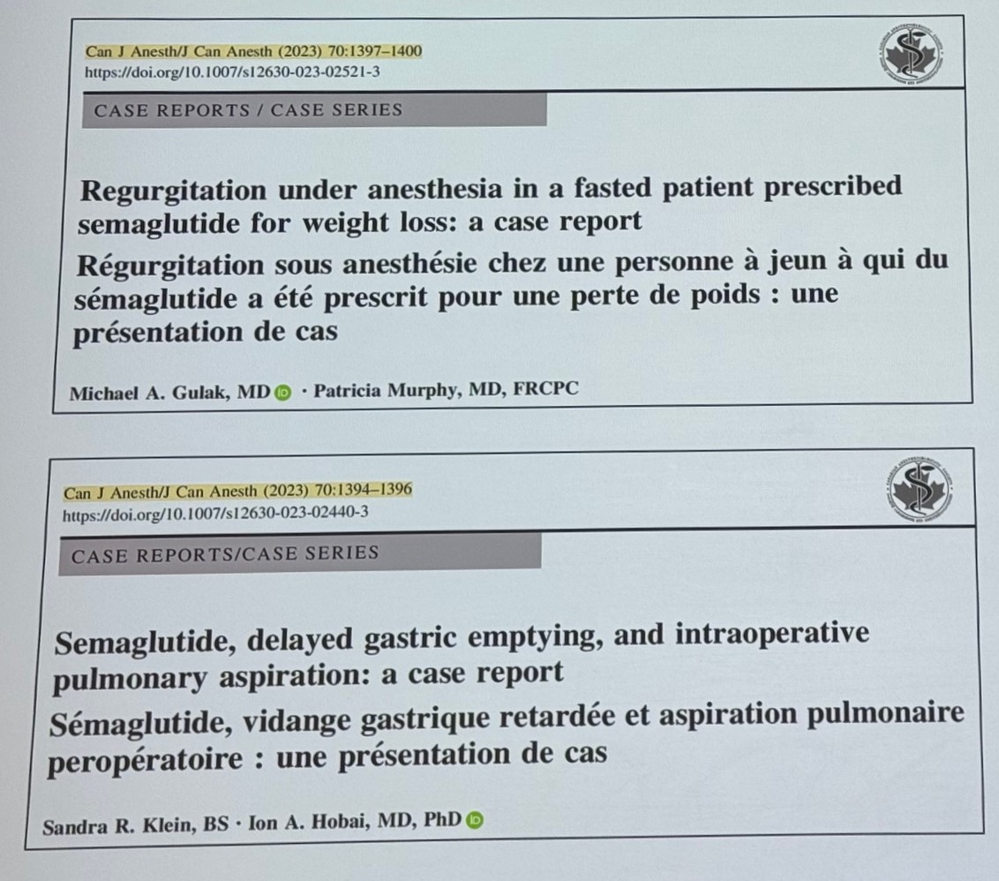 Can J Anesth/J Can Anesth (2023) 70:1397–1400
https://doi.org/10.1007/s12630-023-02521-3
CASE REPORTS / CASE SERIES
Regurgitation under anesthesia in a fasted patient prescribed
semaglutide for weight loss: a case report
Régurgitation sous anesthésie chez une personne à jeun à qui du
sémaglutide a été prescrit pour une perte de poids : une
présentation de cas
Michael A. Gulak, MD iD · Patricia Murphy, MD, FRCPC
Can J Anesth/J Can Anesth (2023) 70:1394–1396
https://doi.org/10.1007/s12630-023-02440-3
CASE REPORTS/CASE SERIES
Semaglutide, delayed gastric emptying, and intraoperative
pulmonary aspiration: a case report
Sémaglutide, vidange gastrique retardée et aspiration pulmonaire
peropératoire : une présentation de cas
Sandra R. Klein, BS · Ion A. Hobai, MD, PhD iD